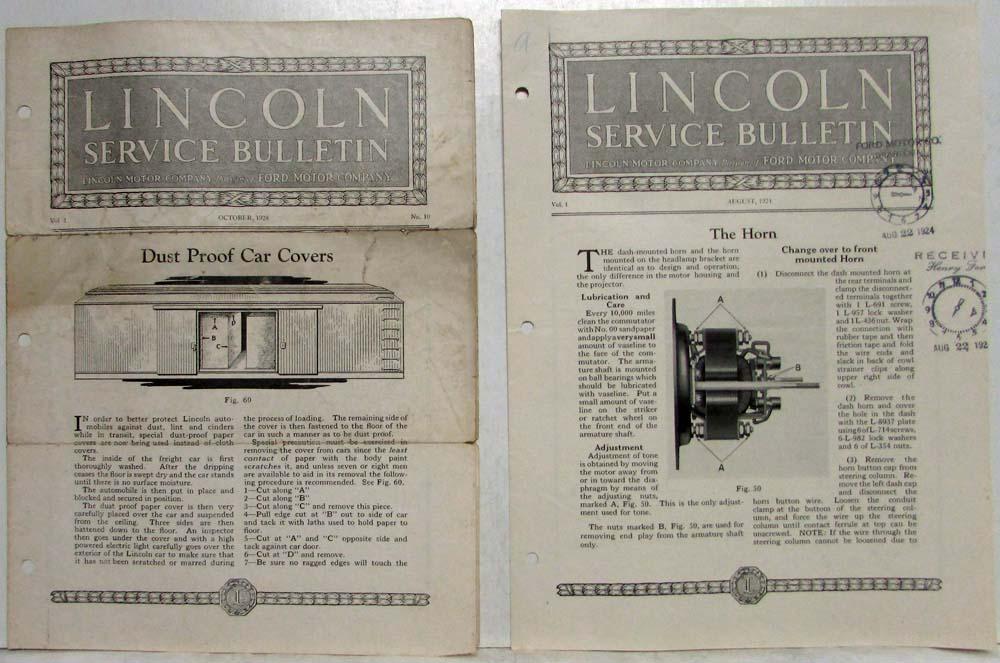 LINCOLN
SERVICE BULLETIN
LINCOLN MOTOR COMPANY Division of FORD MOTOR COMPANY
Vol 1 OCTOBER, 1924 No. 10
Dust Proof Car Covers
A
D
B
C
Fig. 60
IN order to better protect Lincoln auto-
mobiles against dust, lint and cinders
while in transit, special dust-proof paper
covers are now being used instead of cloth
covers.
The inside of the freight car is first
thoroughly washed. After the dripping
ceases the floor is swept dry and the car stands
until there is no surface moisture.
The automobile is then put in place and
blocked and secured in position.
The dust proof paper cover is then very
carefully placed over the car and suspended
from the ceiling. Three sides are then
battened down to the floor. An inspector
then goes under the cover and with a high
powered electric light carefully goes over the
exterior of the Lincoln car to make sure that
it has not been scratched or marred during
the process of loading. The remaining side of
the cover is then fastened to the floor of the
car in such a manner as to be dust proof.
Special precaution must be exercised in
removing the cover from cars since the least
contact of paper with the body paint
scratches it, and unless seven or eight men
are available to aid in its removal the follow-
ing procedure is recommended. See Fig. 60.
1—Cut along "A"
2—Cut along "B"
3—Cut along "C" and remove this piece.
4—Pull edge cut at "B" out to side of car
and tack it with laths used to hold paper to
floor.
5—Cut at "A" and "C" opposite side and
tack against car door.
6—Cut at "D" and remove.
7—Be sure no ragged edges will touch the
L
LINCOLN
SERVICE BULLETIN
LINCOLN MOTOR COMPANY Division of FORD MOTOR COMPANY
FORD MOTOR CO.
Vol. 1 AUGUST, 1924
AUG 22 1924
The Horn
THE dash-mounted horn and the horn
mounted on the headlamp bracket are
identical as to design and operation,
the only difference in the motor housing and
the projector.
Lubrication and
Care
Every 10,000 miles
clean the commutator
with No. 00 sandpaper
and apply a very small
amount of vaseline to
the face of the com-
mutator. The arma-
ture shaft is mounted
on ball bearings which
should be lubricated
with vaseline. Put a
small amount of vase-
line on the striker
or ratchet wheel on
the front end of the
armature shaft.
Adjustment
Adjustment of tone
is obtained by moving
the motor away from
or in toward the dia-
phragm by means of
the adjusting nuts,
marked A, Fig. 50. This is the only adjust-
ment used for tone.
The nuts marked B, Fig. 50, are used for
removing end play from the armature shaft
only.
A
B
A
Fig. 50
Change over to front
mounted Horn
(1) Disconnect the dash mounted horn at
the rear terminals and
clamp the disconnect-
ed terminals together
with 1 L-691 screw,
1 L-957 lock washer
and 1 L-436 nut. Wrap
the connection with
rubber tape and then
friction tape and fold
the wire ends and
slack in back of cowl
strainer clips along
upper right side of
cowl.
(2) Remove the
dash horn and cover
the hole in the dash
with the L-8937 plate
using 6 of L-714 screws,
6-L-982 lock washers
and 6 of L-354 nuts.
(3) Remove the
horn button cap from
steering column. Re-
move the left dash cap
and disconnect the
horn button wire. Loosen the conduit
clamp at the bottom of the steering col-
umn, and force the wire up the steering
column until contact ferrule at top can be
unscrewed. NOTE: If the wire through the
steering column cannot be loosened due to
RECEIV
Henry
AUG 22 192
L